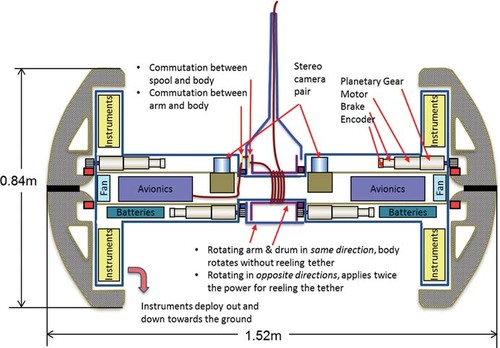 • Commutation between
spool and body
• Commutation between
arm and body
Stereo
camera
pair
Planetary Gear
Motor
Brake
Encoder
Instruments
Instruments
0.84m
Fan
Avionics
Avionics
Fan
Batteries
Batteries
Instruments
Instruments
• Rotating arm & drum in same direction, body
rotates without reeling tether
• Rotating in opposite directions, applies twice
the power for reeling the tether
Instruments deploy out and
down towards the ground
1.52m